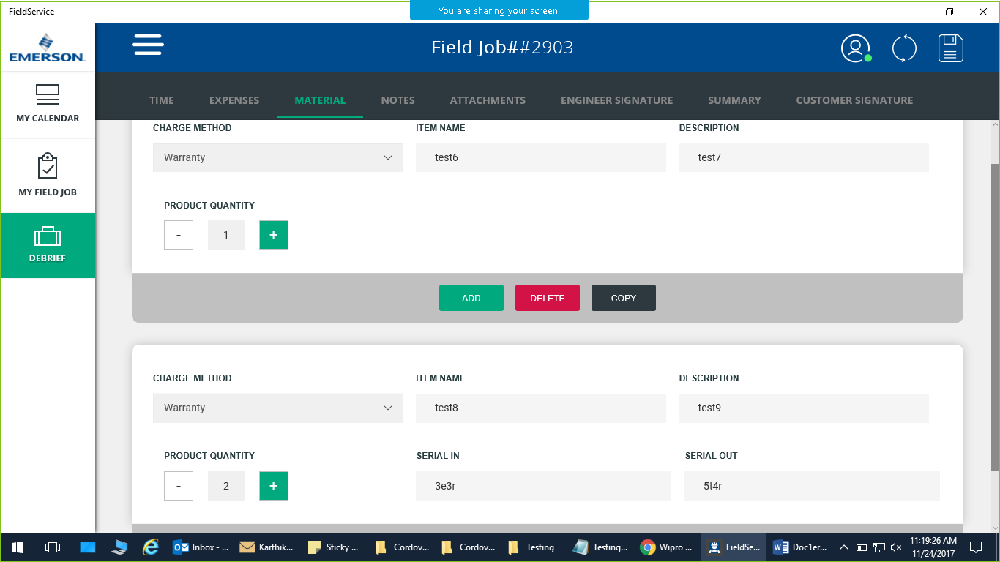 FieldService
You are sharing your screen.
EMERSON
Field Job##2903
TIME EXPENSES MATERIAL NOTES ATTACHMENTS ENGINEER SIGNATURE SUMMARY CUSTOMER SIGNATURE
MY CALENDAR
MY FIELD JOB
DEBRIEF
CHARGE METHOD ITEM NAME DESCRIPTION
Warranty test6 test7
PRODUCT QUANTITY
- 1 +
ADD DELETE COPY
CHARGE METHOD ITEM NAME DESCRIPTION
Warranty test8 test9
PRODUCT QUANTITY SERIAL IN SERIAL OUT
- 2 + 3e3r 5t4r
Inbox - ... Karthik... Sticky ... Cordov... Cordov... Testing Testing... Wipro ... FieldSe... Doc1er...
11:19:26 AM
11/24/2017